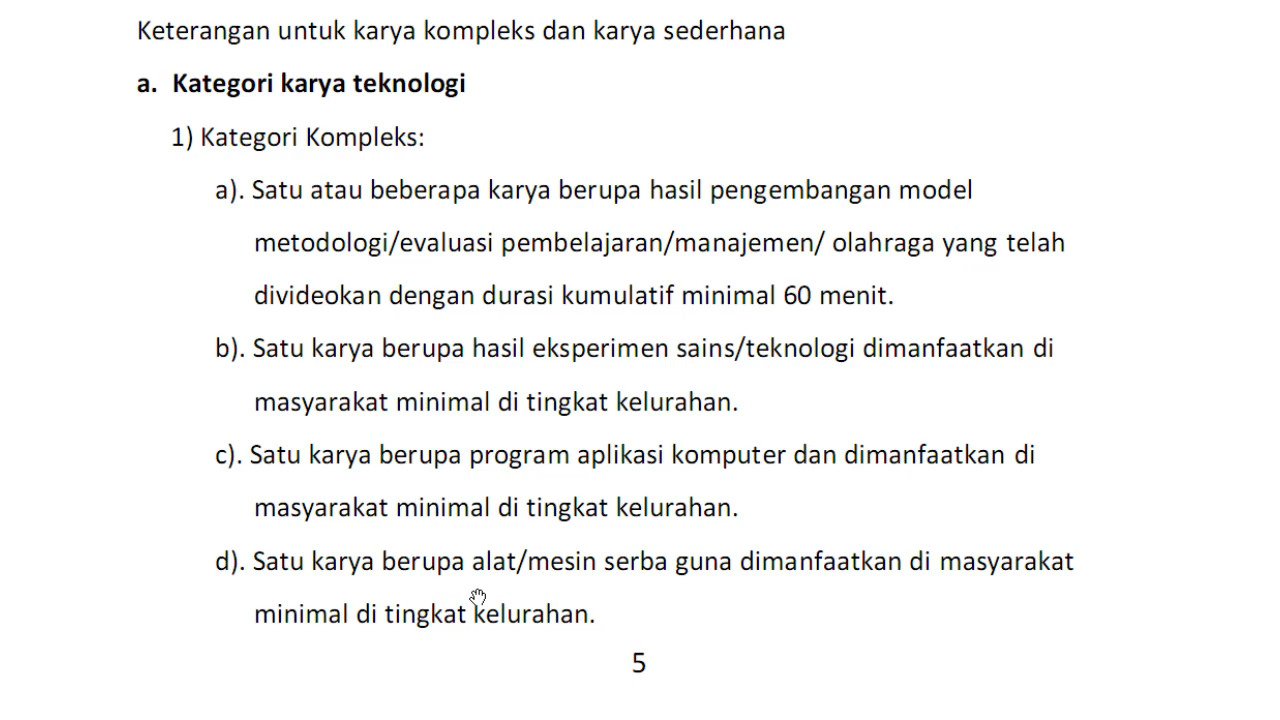 Keterangan untuk karya kompleks dan karya sederhana
a. Kategori karya teknologi
1) Kategori Kompleks:
a). Satu atau beberapa karya berupa hasil pengembangan model
metodologi/evaluasi pembelajaran/manajemen/ olahraga yang telah
divideokan dengan durasi kumulatif minimal 60 menit.
b). Satu karya berupa hasil eksperimen sains/teknologi dimanfaatkan di
masyarakat minimal di tingkat kelurahan.
c). Satu karya berupa program aplikasi komputer dan dimanfaatkan di
masyarakat minimal di tingkat kelurahan.
d). Satu karya berupa alat/mesin serba guna dimanfaatkan di masyarakat
minimal di tingkat kelurahan.
5